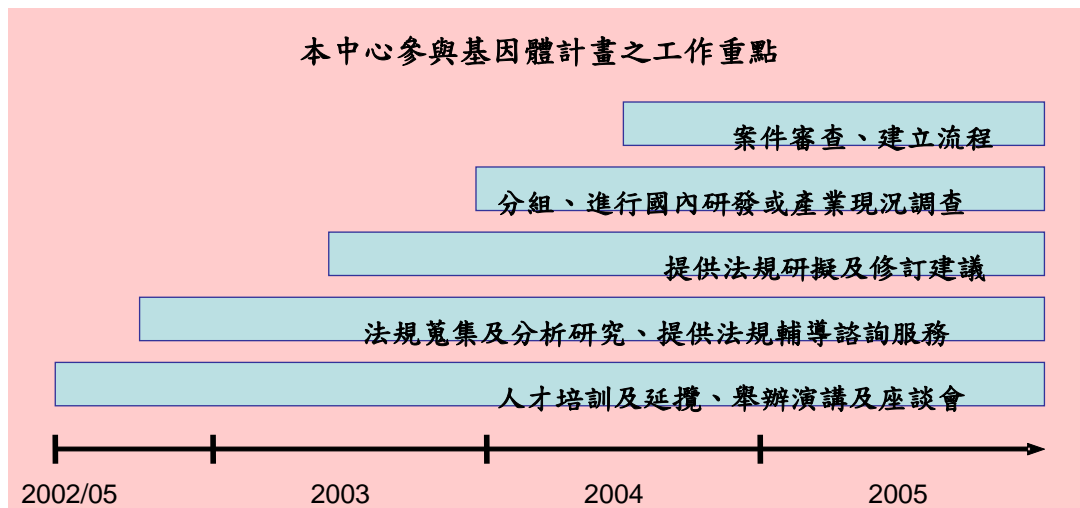 本中心參與基因體計畫之工作重點
案件審查、建立流程
分組、進行國內研發或產業現況調查
提供法規研擬及修訂建議
法規蒐集及分析研究、提供法規輔導諮詢服務
人才培訓及延攬、舉辦演講及座談會
2002/05 2003 2004 2005